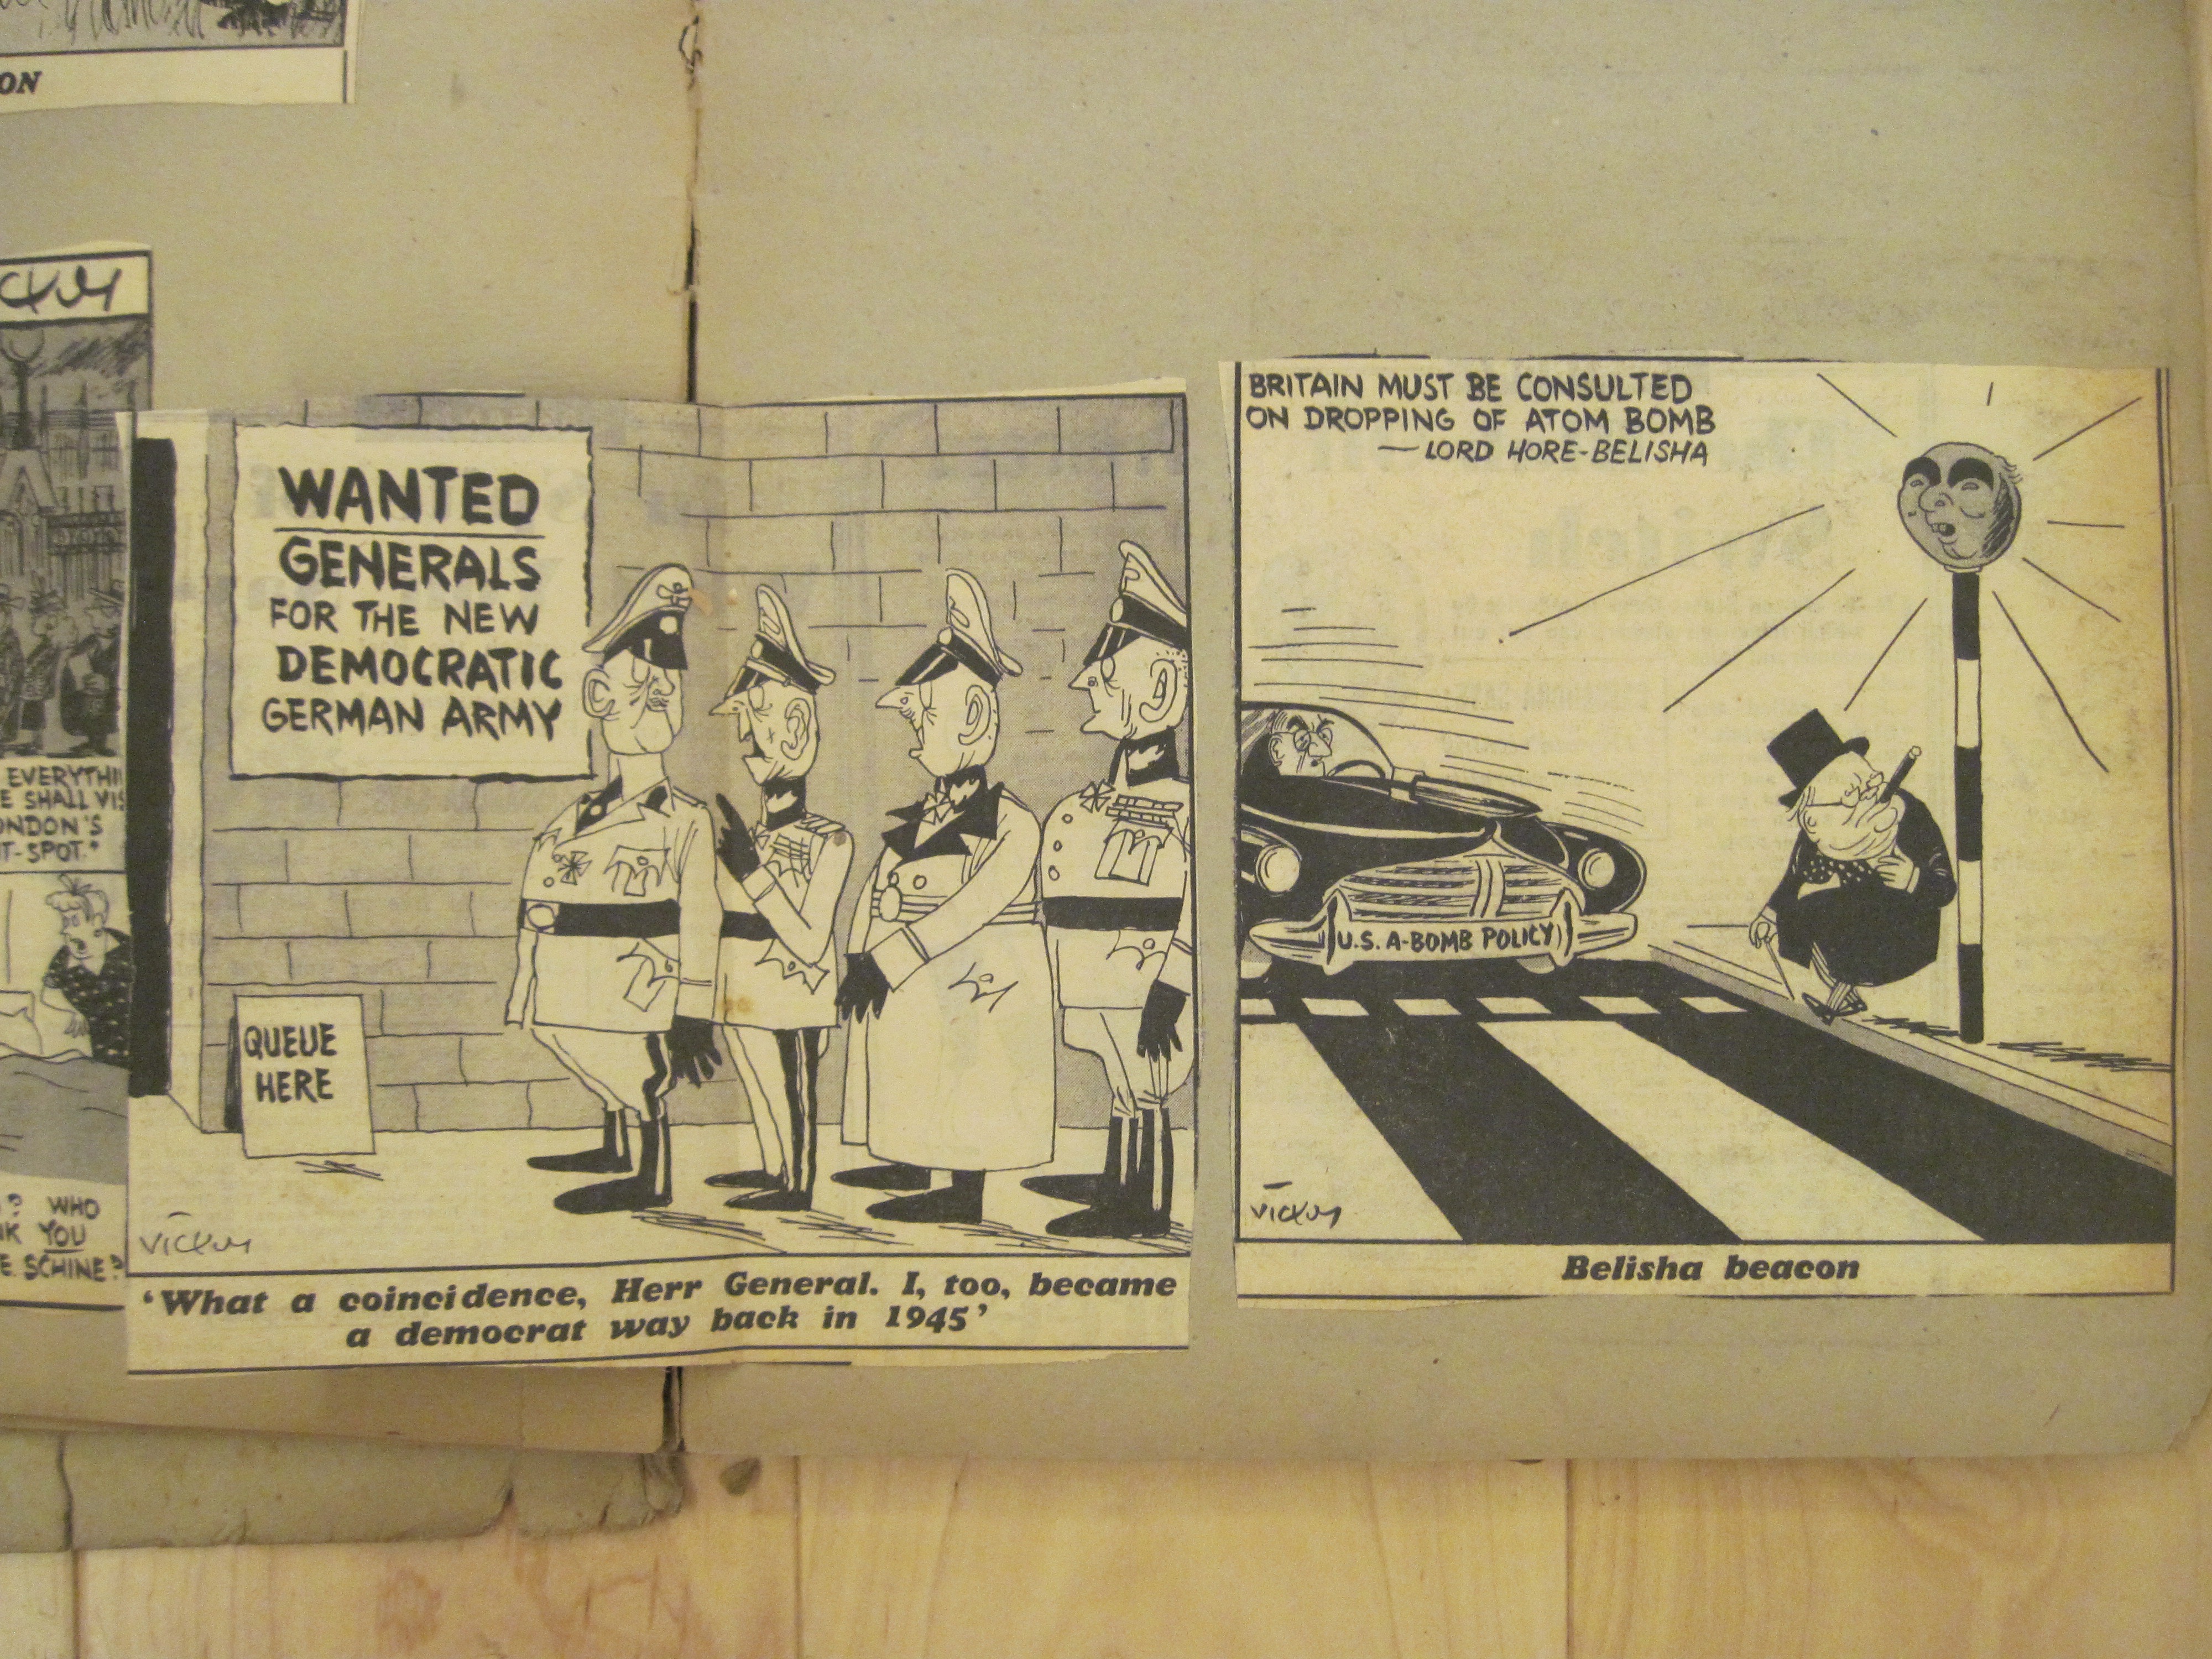 ON
EVERYTHI
E SHALL VIS
ONDON'S
T-SPOT."
? WHO
NK YOU
E SCHINE?
WANTED
GENERALS
FOR THE NEW
DEMOCRATIC
GERMAN ARMY
QUEUE
HERE
VICKY
'What a coincidence, Herr General. I, too, became
a democrat way back in 1945'
BRITAIN MUST BE CONSULTED
ON DROPPING OF ATOM BOMB
— LORD HORE-BELISHA
U.S. A-BOMB POLICY
VICKY
Belisha beacon